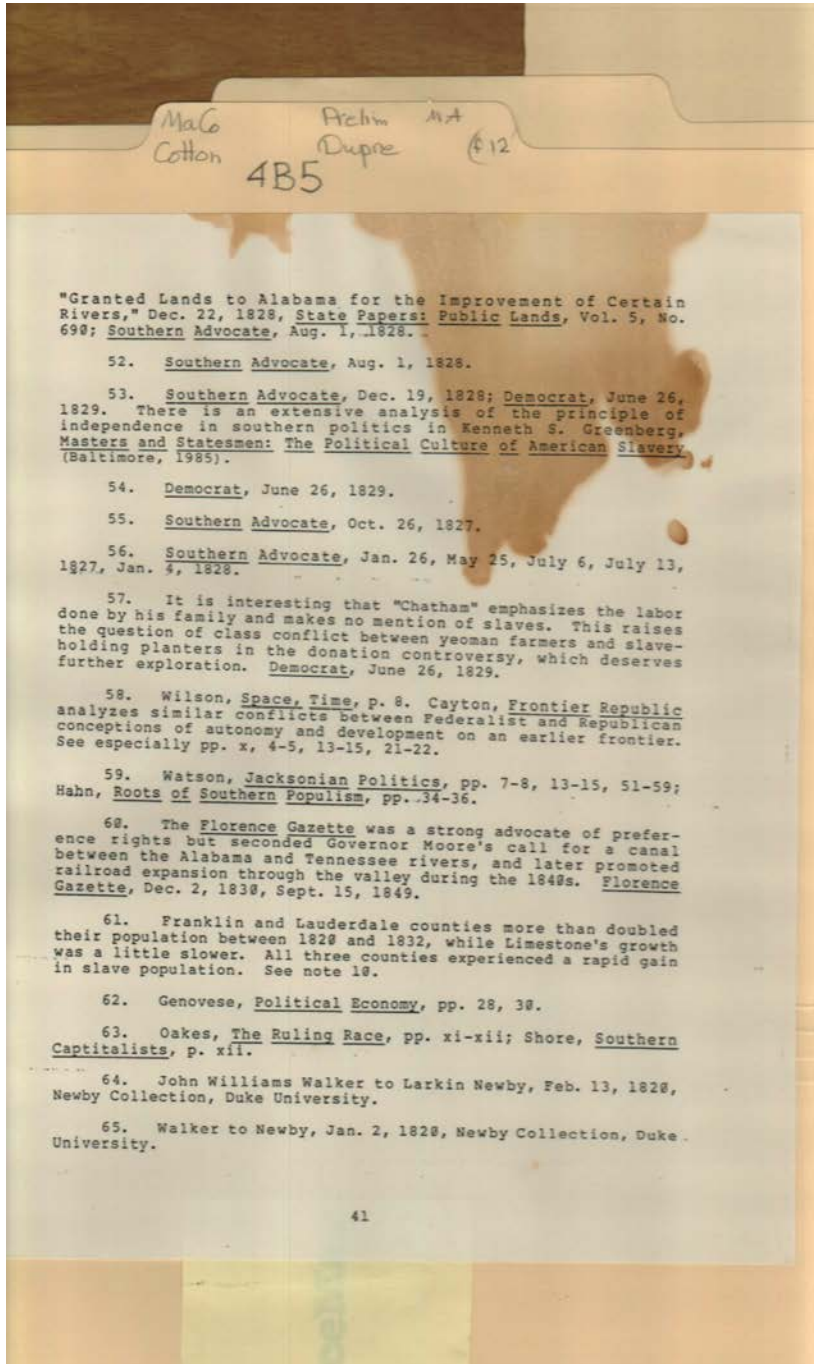 MaCo Prelim MA
Cotton Dupre
4B5
"Granted Lands to Alabama for the Improvement of Certain
Rivers," Dec. 22, 1828, State Papers: Public Lands, Vol. 5, No.
690; Southern Advocate, Aug. 1, 1828.
52. Southern Advocate, Aug. 1, 1828.
53. Southern Advocate, Dec. 19, 1828; Democrat, June 26,
1829. There is an extensive analysis of the principle of
independence in southern politics in Kenneth S. Greenberg,
Masters and Statesmen: The Political Culture of American Slavery
(Baltimore, 1985).
54. Democrat, June 26, 1829.
55. Southern Advocate, Oct. 26, 1827.
56. Southern Advocate, Jan. 26, May 25, July 6, July 13,
1827, Jan. 4, 1828.
57. It is interesting that "Chatham" emphasizes the labor
done by his family and makes no mention of slaves. This raises
the question of class conflict between yeoman farmers and slave-
holding planters in the donation controversy, which deserves
further exploration. Democrat, June 26, 1829.
58. Wilson, Space, Time, p. 8. Cayton, Frontier Republic
analyzes similar conflicts between Federalist and Republican
conceptions of autonomy and development on an earlier frontier.
See especially pp. x, 4-5, 13-15, 21-22.
59. Watson, Jacksonian Politics, pp. 7-8, 13-15, 51-59;
Hahn, Roots of Southern Populism, pp. 34-36.
60. The Florence Gazette was a strong advocate of prefer-
ence rights but seconded Governor Moore's call for a canal
between the Alabama and Tennessee rivers, and later promoted
railroad expansion through the valley during the 1840s. Florence
Gazette, Dec. 2, 1830, Sept. 15, 1849.
61. Franklin and Lauderdale counties more than doubled
their population between 1820 and 1832, while Limestone's growth
was a little slower. All three counties experienced a rapid gain
in slave population. See note 10.
62. Genovese, Political Economy, pp. 28, 30.
63. Oakes, The Ruling Race, pp. xi-xii; Shore, Southern
Captitalists, p. xii.
64. John Williams Walker to Larkin Newby, Feb. 13, 1820,
Newby Collection, Duke University.
65. Walker to Newby, Jan. 2, 1820, Newby Collection, Duke
University.
41